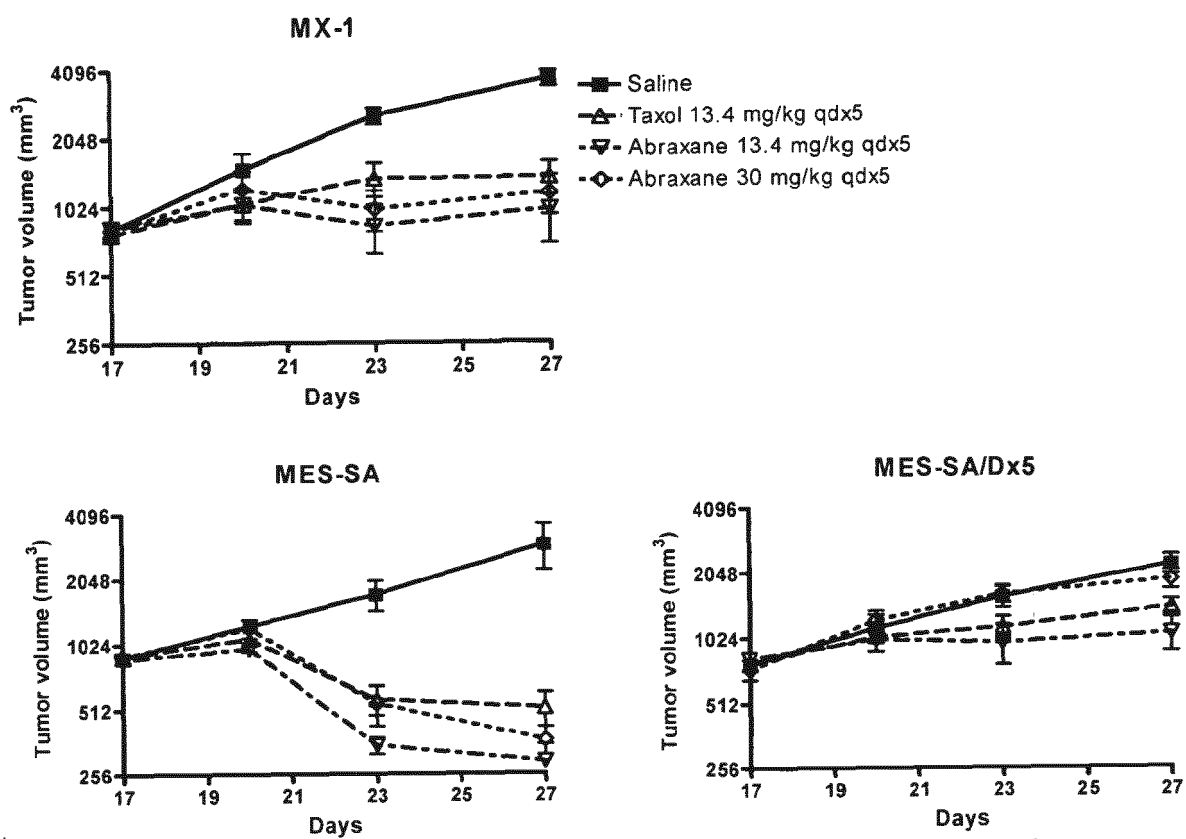 MX-1
4096
2048
1024
512
256
Tumor volume (mm³)
17 19 21 23 25 27
Days
Saline
Taxol 13.4 mg/kg qdx5
Abraxane 13.4 mg/kg qdx5
Abraxane 30 mg/kg qdx5
MES-SA
4096
2048
1024
512
256
Tumor volume (mm³)
17 19 21 23 25 27
Days
MES-SA/Dx5
4096
2048
1024
512
256
Tumor volume (mm³)
17 19 21 23 25 27
Days